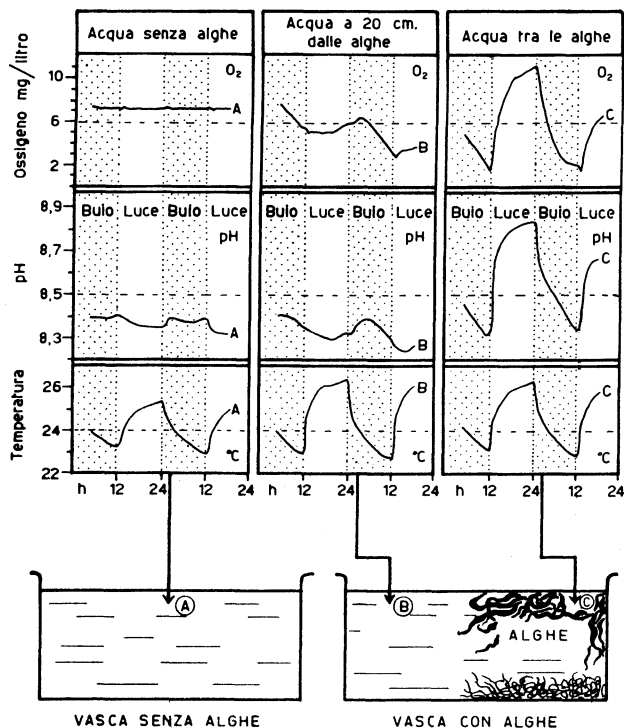 Acqua senza alghe
Acqua a 20 cm. dalle alghe
Acqua tra le alghe
Ossigeno mg/litro
10
6
2
O₂
A
O₂
B
O₂
C
pH
8,9
8,7
8,5
8,3
Buio Luce Buio Luce
pH
A
Buio Luce Buio Luce
pH
B
Buio Luce Buio Luce
pH
C
Temperatura
26
24
22
A
°C
B
°C
C
°C
h 12 24 12 24
h 12 24 12 24
h 12 24 12 24
A
B
C
ALGHE
VASCA SENZA ALGHE
VASCA CON ALGHE